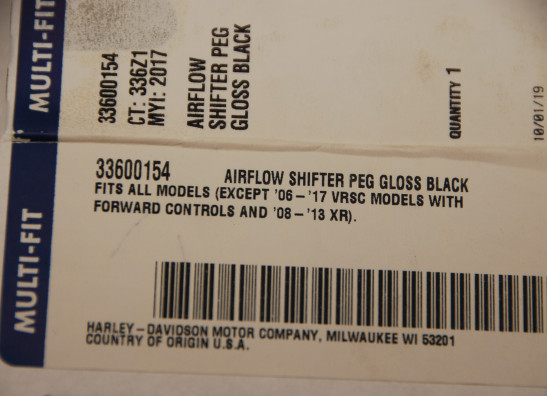 MULTI-FIT
33600154
CT: 336Z1
MYI: 2017
AIRFLOW
SHIFTER PEG
GLOSS BLACK
QUANTITY 1
10/01/19
MULTI-FIT
33600154 AIRFLOW SHIFTER PEG GLOSS BLACK
FITS ALL MODELS (EXCEPT '06-'17 VRSC MODELS WITH
FORWARD CONTROLS AND '08-'13 XR).
HARLEY-DAVIDSON MOTOR COMPANY, MILWAUKEE WI 53201
COUNTRY OF ORIGIN U.S.A.